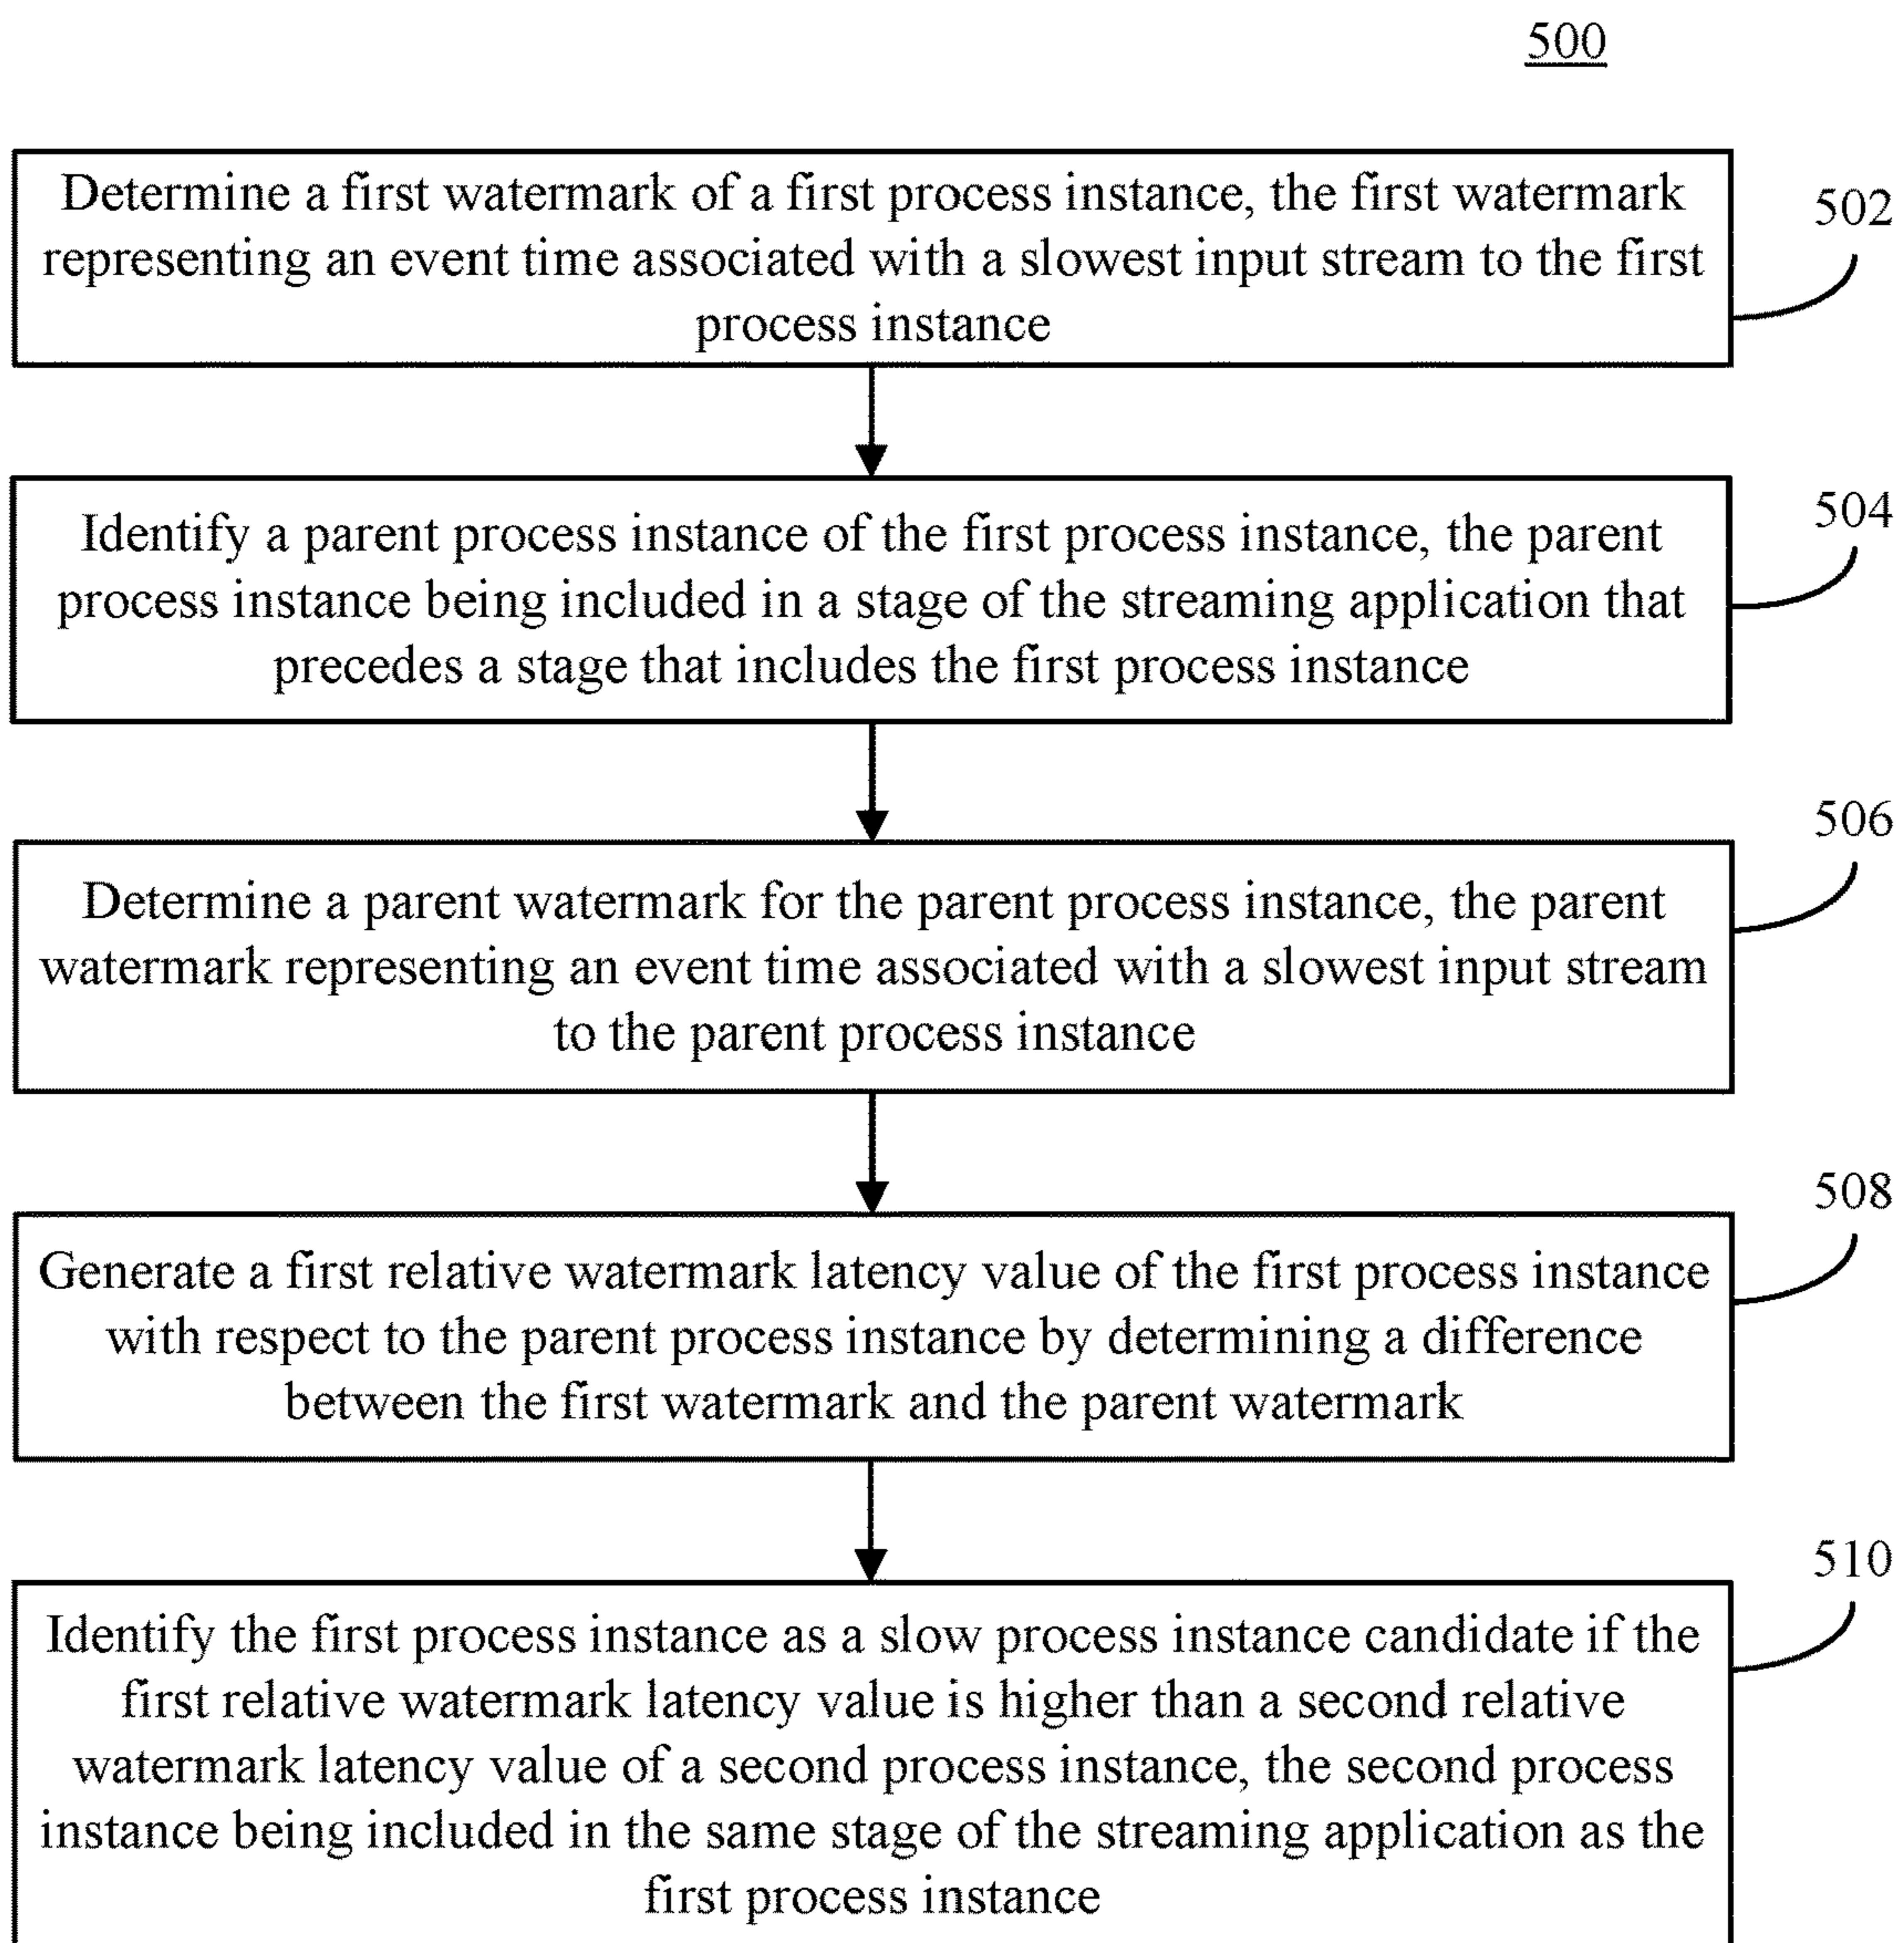 500
Determine a first watermark of a first process instance, the first watermark
representing an event time associated with a slowest input stream to the first
process instance
502
Identify a parent process instance of the first process instance, the parent
process instance being included in a stage of the streaming application that
precedes a stage that includes the first process instance
504
Determine a parent watermark for the parent process instance, the parent
watermark representing an event time associated with a slowest input stream
to the parent process instance
506
Generate a first relative watermark latency value of the first process instance
with respect to the parent process instance by determining a difference
between the first watermark and the parent watermark
508
Identify the first process instance as a slow process instance candidate if the
first relative watermark latency value is higher than a second relative
watermark latency value of a second process instance, the second process
instance being included in the same stage of the streaming application as the
first process instance
510